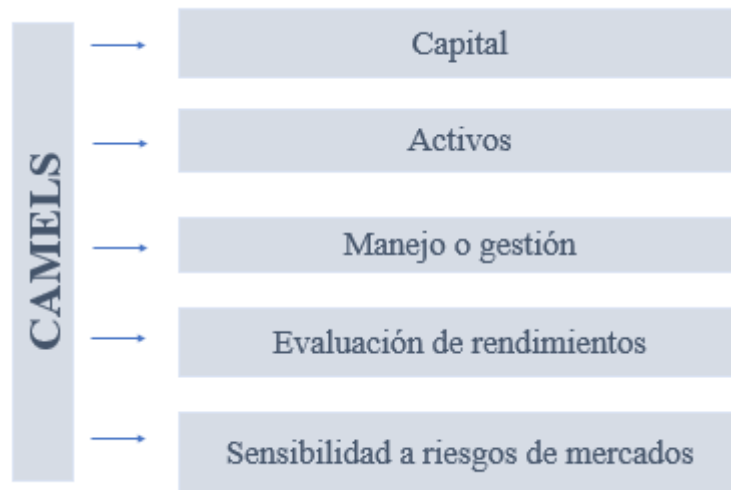 CAMELS
Capital
Activos
Manejo o gestión
Evaluación de rendimientos
Sensibilidad a riesgos de mercados